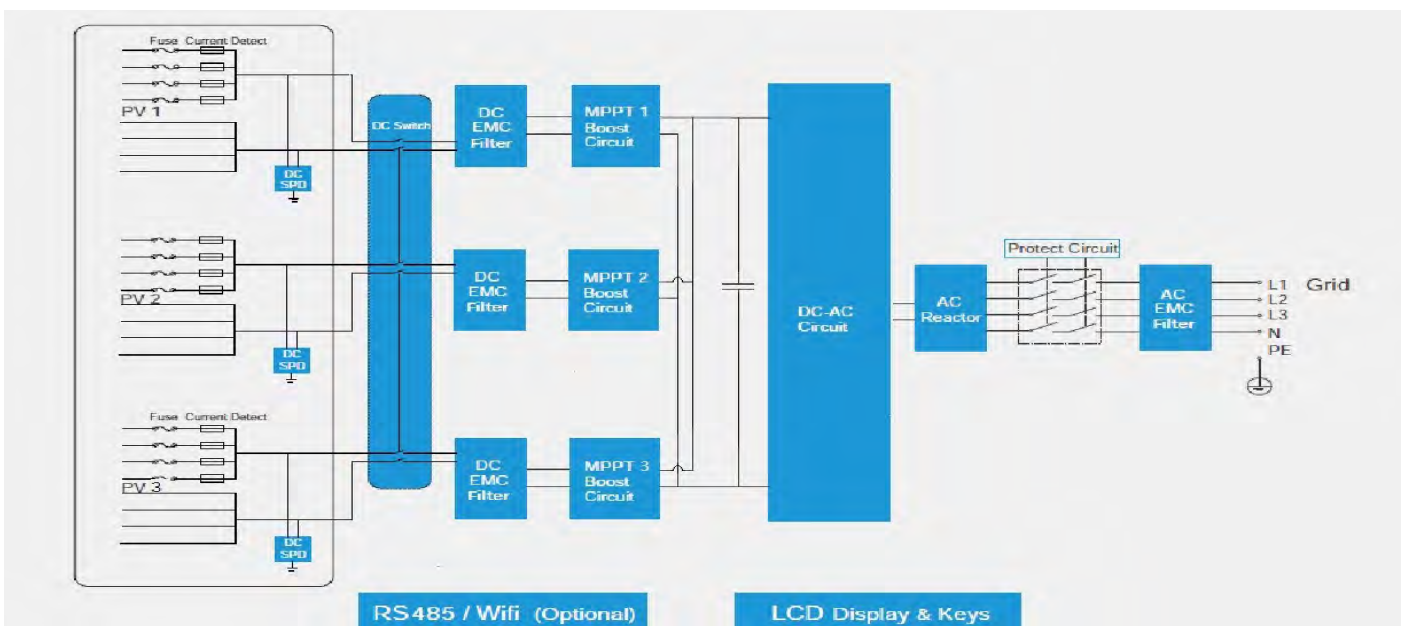 Fuse Current Detect
PV 1
DC SPD
DC Switch
DC
EMC
Filter
MPPT 1
Boost
Circuit
PV 2
DC
SPD
DC
EMC
Filter
MPPT 2
Boost
Circuit
Fuse Current Detect
PV 3
DC
SPD
DC
EMC
Filter
MPPT 3
Boost
Circuit
DC-AC
Circuit
AC
Reactor
Protect Circuit
AC
EMC
Filter
L1 Grid
L2
L3
N
PE
RS485 / Wifi (Optional)
LCD Display & Keys